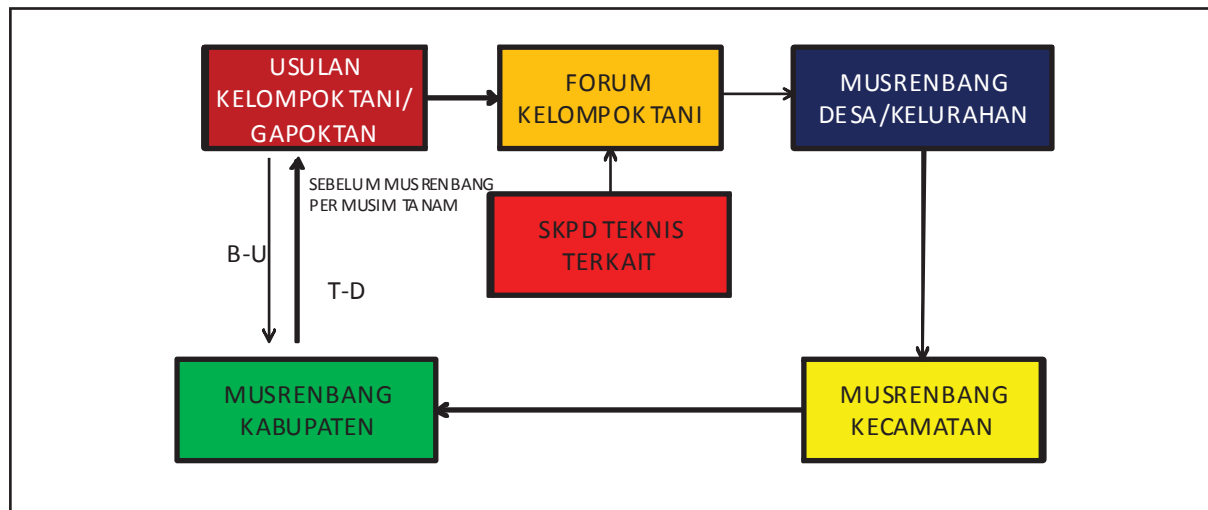 USULAN
KELOMPOK TANI/
GAPOKTAN
FORUM
KELOMPOK TANI
MUSRENBANG
DESA/KELURAHAN
SEBELUM MUSRENBANG
PER MUSIM TANAM
SKPD TEKNIS
TERKAIT
B-U
T-D
MUSRENBANG
KABUPATEN
MUSRENBANG
KECAMATAN